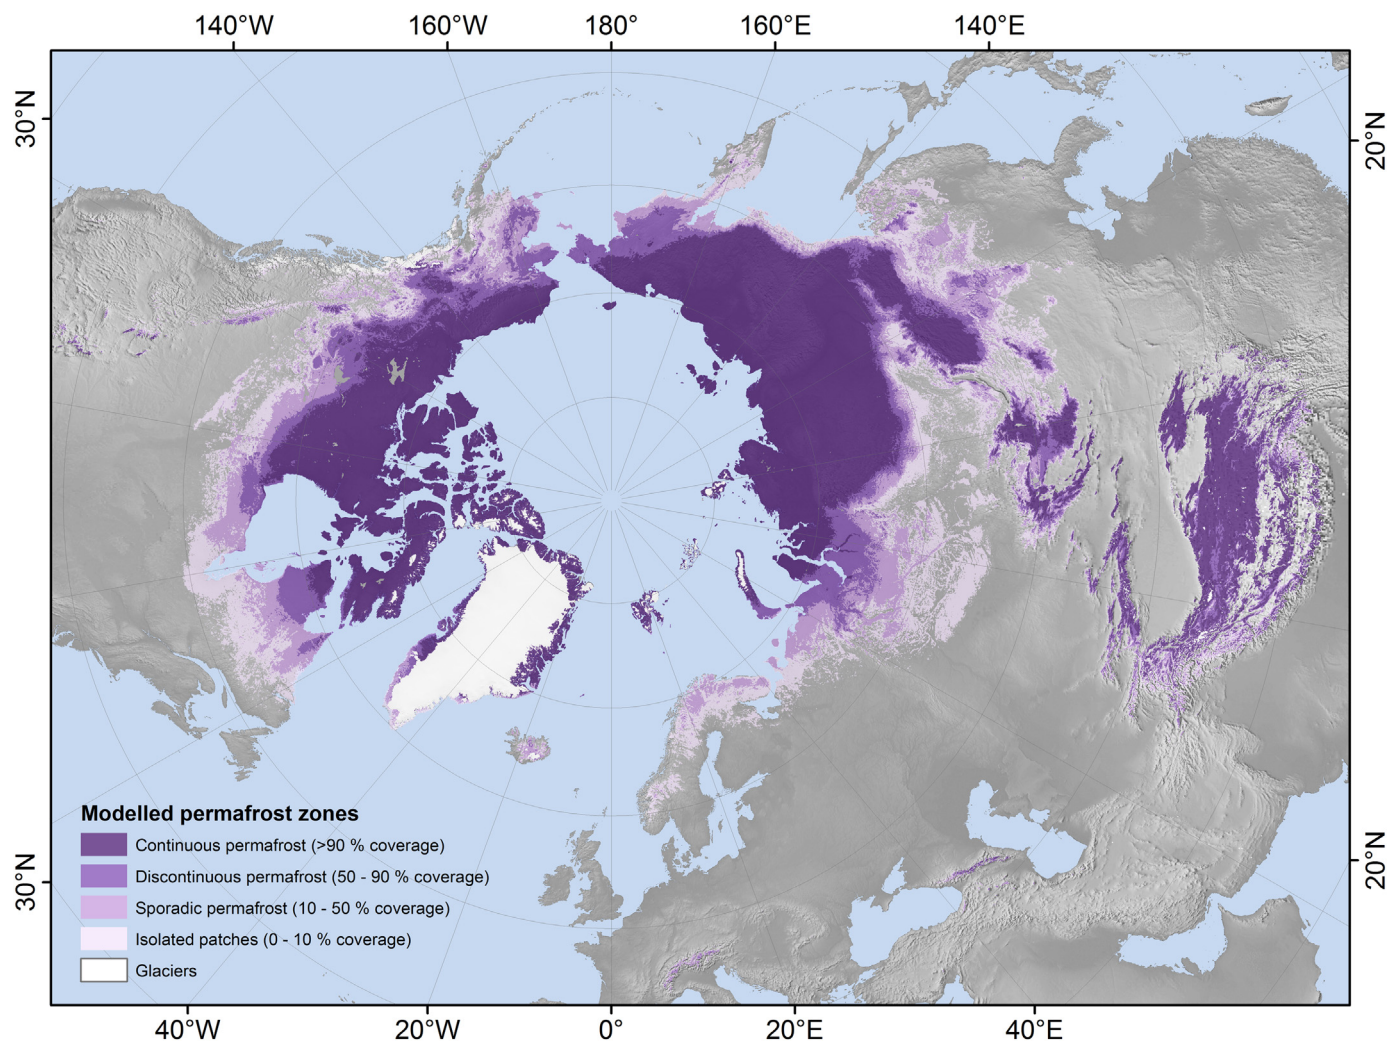 140°W 160°W 180° 160°E 140°E
30°N
20°N
Modelled permafrost zones
Continuous permafrost (>90 % coverage)
Discontinuous permafrost (50 - 90 % coverage)
Sporadic permafrost (10 - 50 % coverage)
Isolated patches (0 - 10 % coverage)
Glaciers
30°N
20°N
40°W 20°W 0° 20°E 40°E